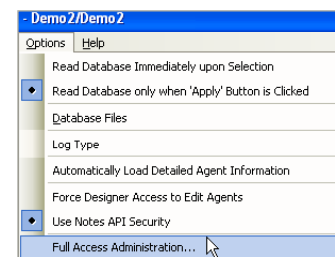 - Demo2/Demo2
Options Help
Read Database Immediately upon Selection
Read Database only when 'Apply' Button is Clicked
Database Files
Log Type
Automatically Load Detailed Agent Information
Force Designer Access to Edit Agents
Use Notes API Security
Full Access Administration...